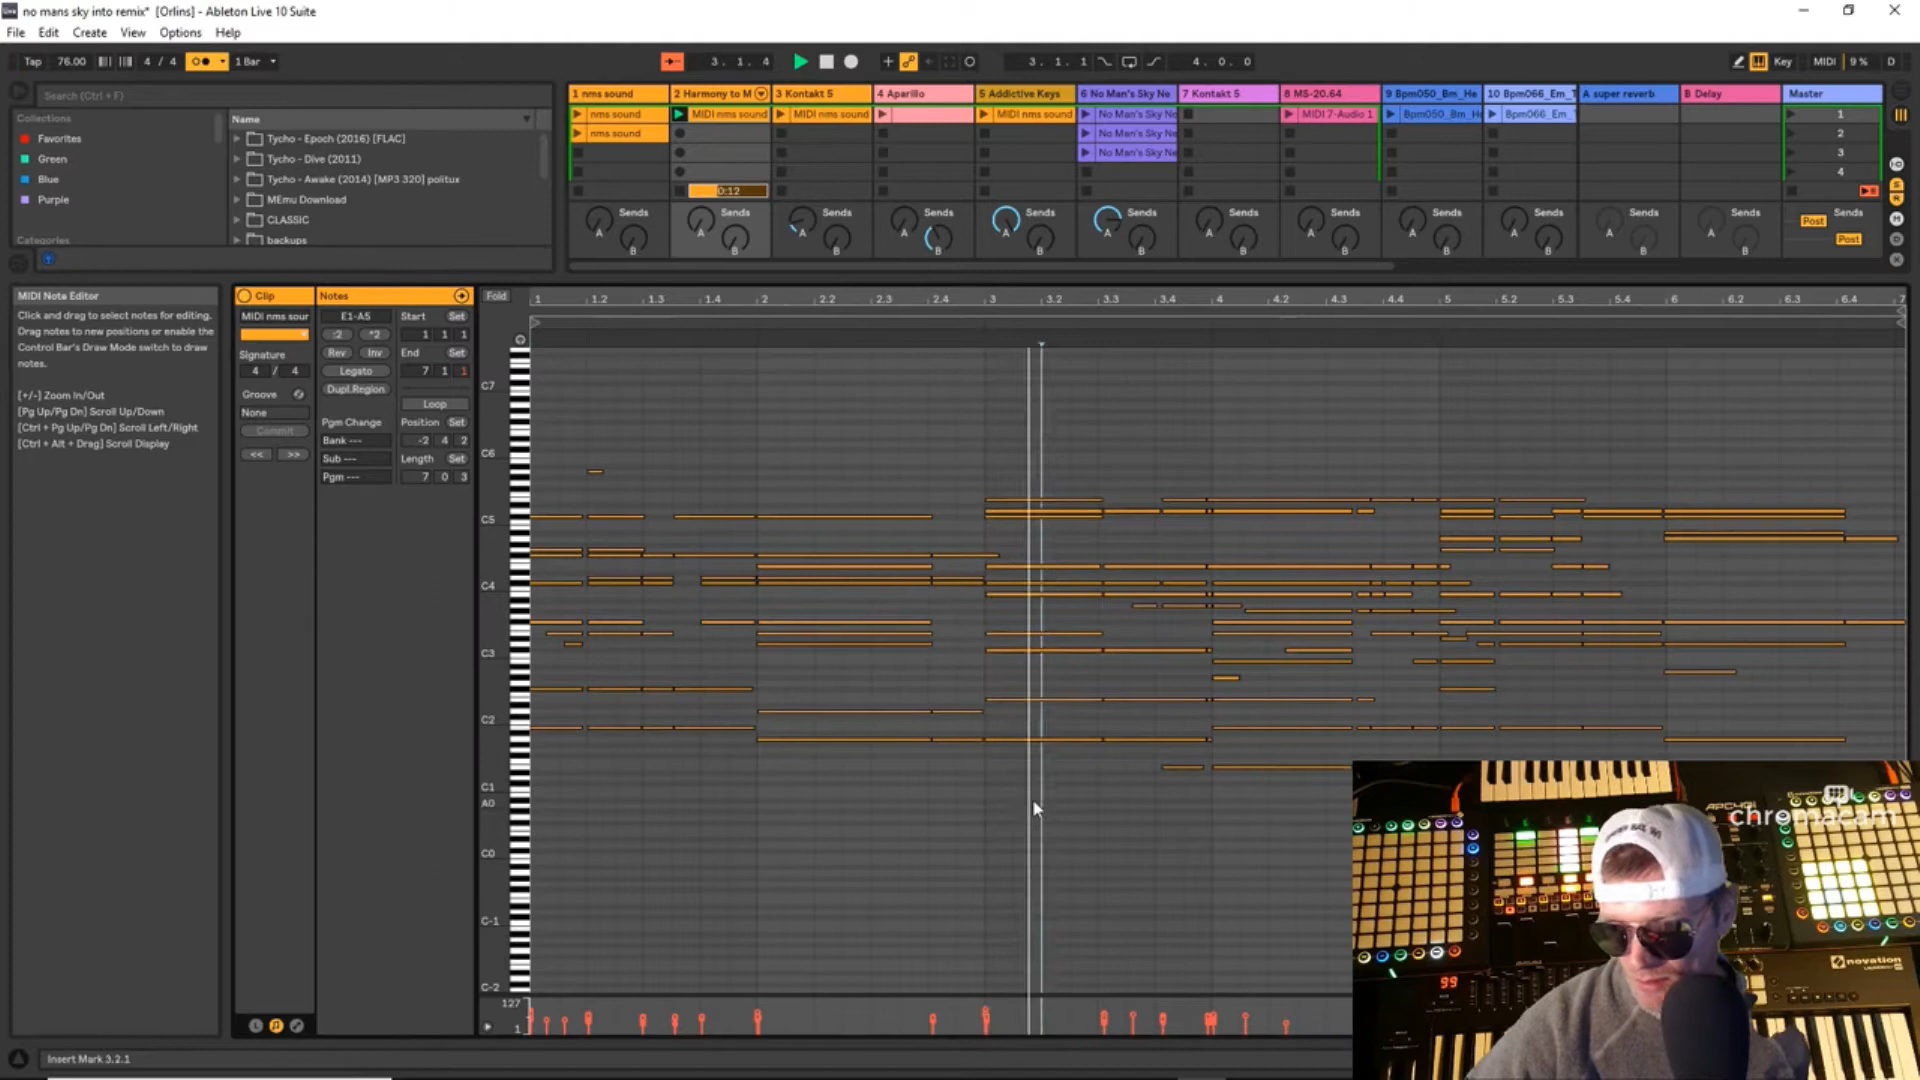 no mans sky into remix* [Orlins] - Ableton Live 10 Suite
File Edit Create View Options Help
Tap 76.00 4 / 4 1 Bar 3. 1. 4 3. 1. 1 4. 0. 0 Key MIDI 9 % D
Search (Ctrl + F)
Collections
Favorites
Green
Blue
Purple
Categories
Name
Tycho - Epoch (2016) [FLAC]
Tycho - Dive (2011)
Tycho - Awake (2014) [MP3 320] politux
MEmu Download
CLASSIC
backups
1 nms sound 2 Harmony to M 3 Kontakt 5 4 Aparillo 5 Addictive Keys 6 No Man's Sky Ne 7 Kontakt 5 8 MS-20.64 9 Bpm050_Bm_He 10 Bpm066_Em_T A super reverb B Delay Master
nms sound MIDI nms sound MIDI nms sound MIDI nms sound No Man's Sky Ne MIDI 7-Audio 1 Bpm050_Bm_He Bpm066_Em_T 1
nms sound No Man's Sky Ne 2
No Man's Sky Ne 3
4
0:12
Sends Sends Sends Sends Sends Sends Sends Sends Sends Sends Sends Sends Sends
A A A A A A A A A A A A Post
B B B B B B B B B B B B Post
MIDI Note Editor
Click and drag to select notes for editing.
Drag notes to new positions or enable the
Control Bar's Draw Mode switch to draw
notes.
[+/-] Zoom In/Out
[Pg Up/Pg Dn] Scroll Up/Down
[Ctrl + Pg Up/Pg Dn] Scroll Left/Right
[Ctrl + Alt + Drag] Scroll Display
Clip
MIDI nms sour
Signature
4 / 4
Groove
None
Commit
<< >>
Notes
E1-A5
:2 *2
Rev Inv
Legato
Dupl.Region
Pgm Change
Bank ---
Sub ---
Pgm ---
Start Set
1 1 1
End Set
7 1 1
Loop
Position Set
-2 4 2
Length Set
7 0 3
Fold
1 1.2 1.3 1.4 2 2.2 2.3 2.4 3 3.2 3.3 3.4 4 4.2 4.3 4.4 5 5.2 5.3 5.4 6 6.2 6.3 6.4 7
C7
C6
C5
C4
C3
C2
C1
A0
C0
C-1
C-2
127
1
Insert Mark 3.2.1
chromacam
APC40
novation
99